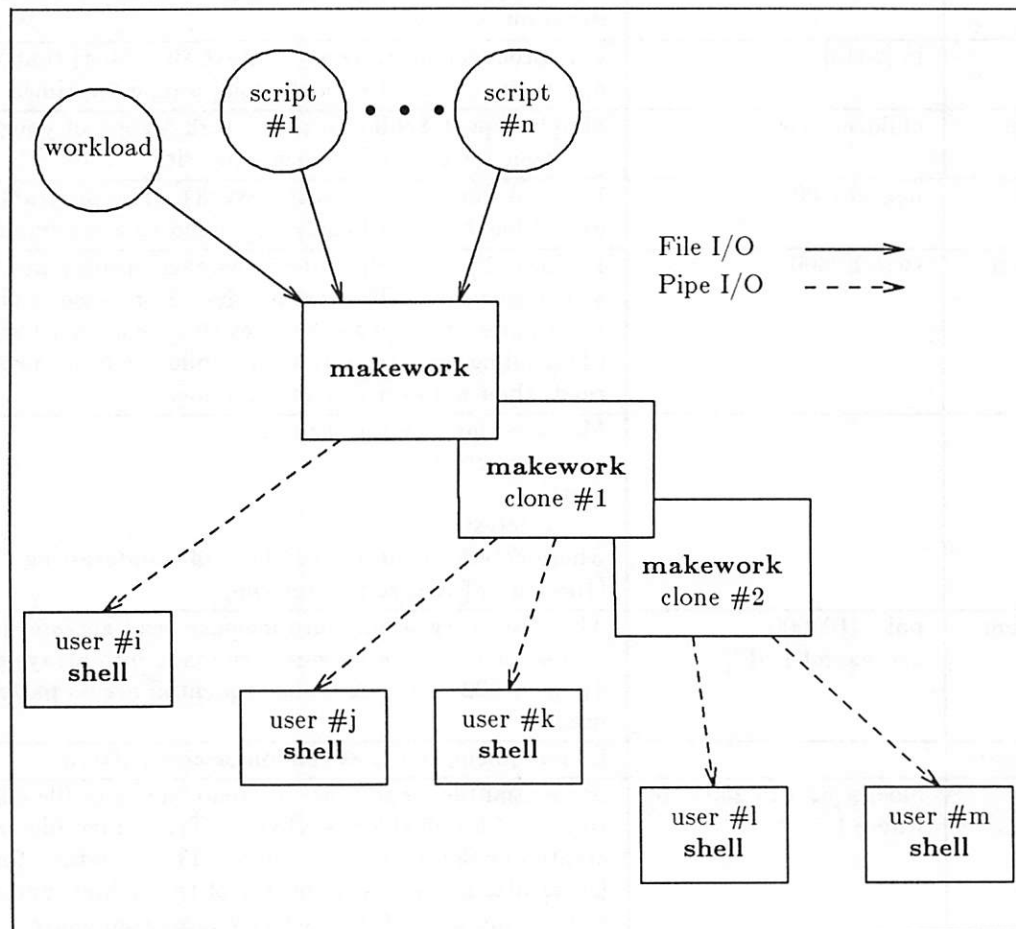 script
#1
script
#n
workload
File I/O
Pipe I/O
makework
makework
clone #1
makework
clone #2
user #i
shell
user #j
shell
user #k
shell
user #l
shell
user #m
shell